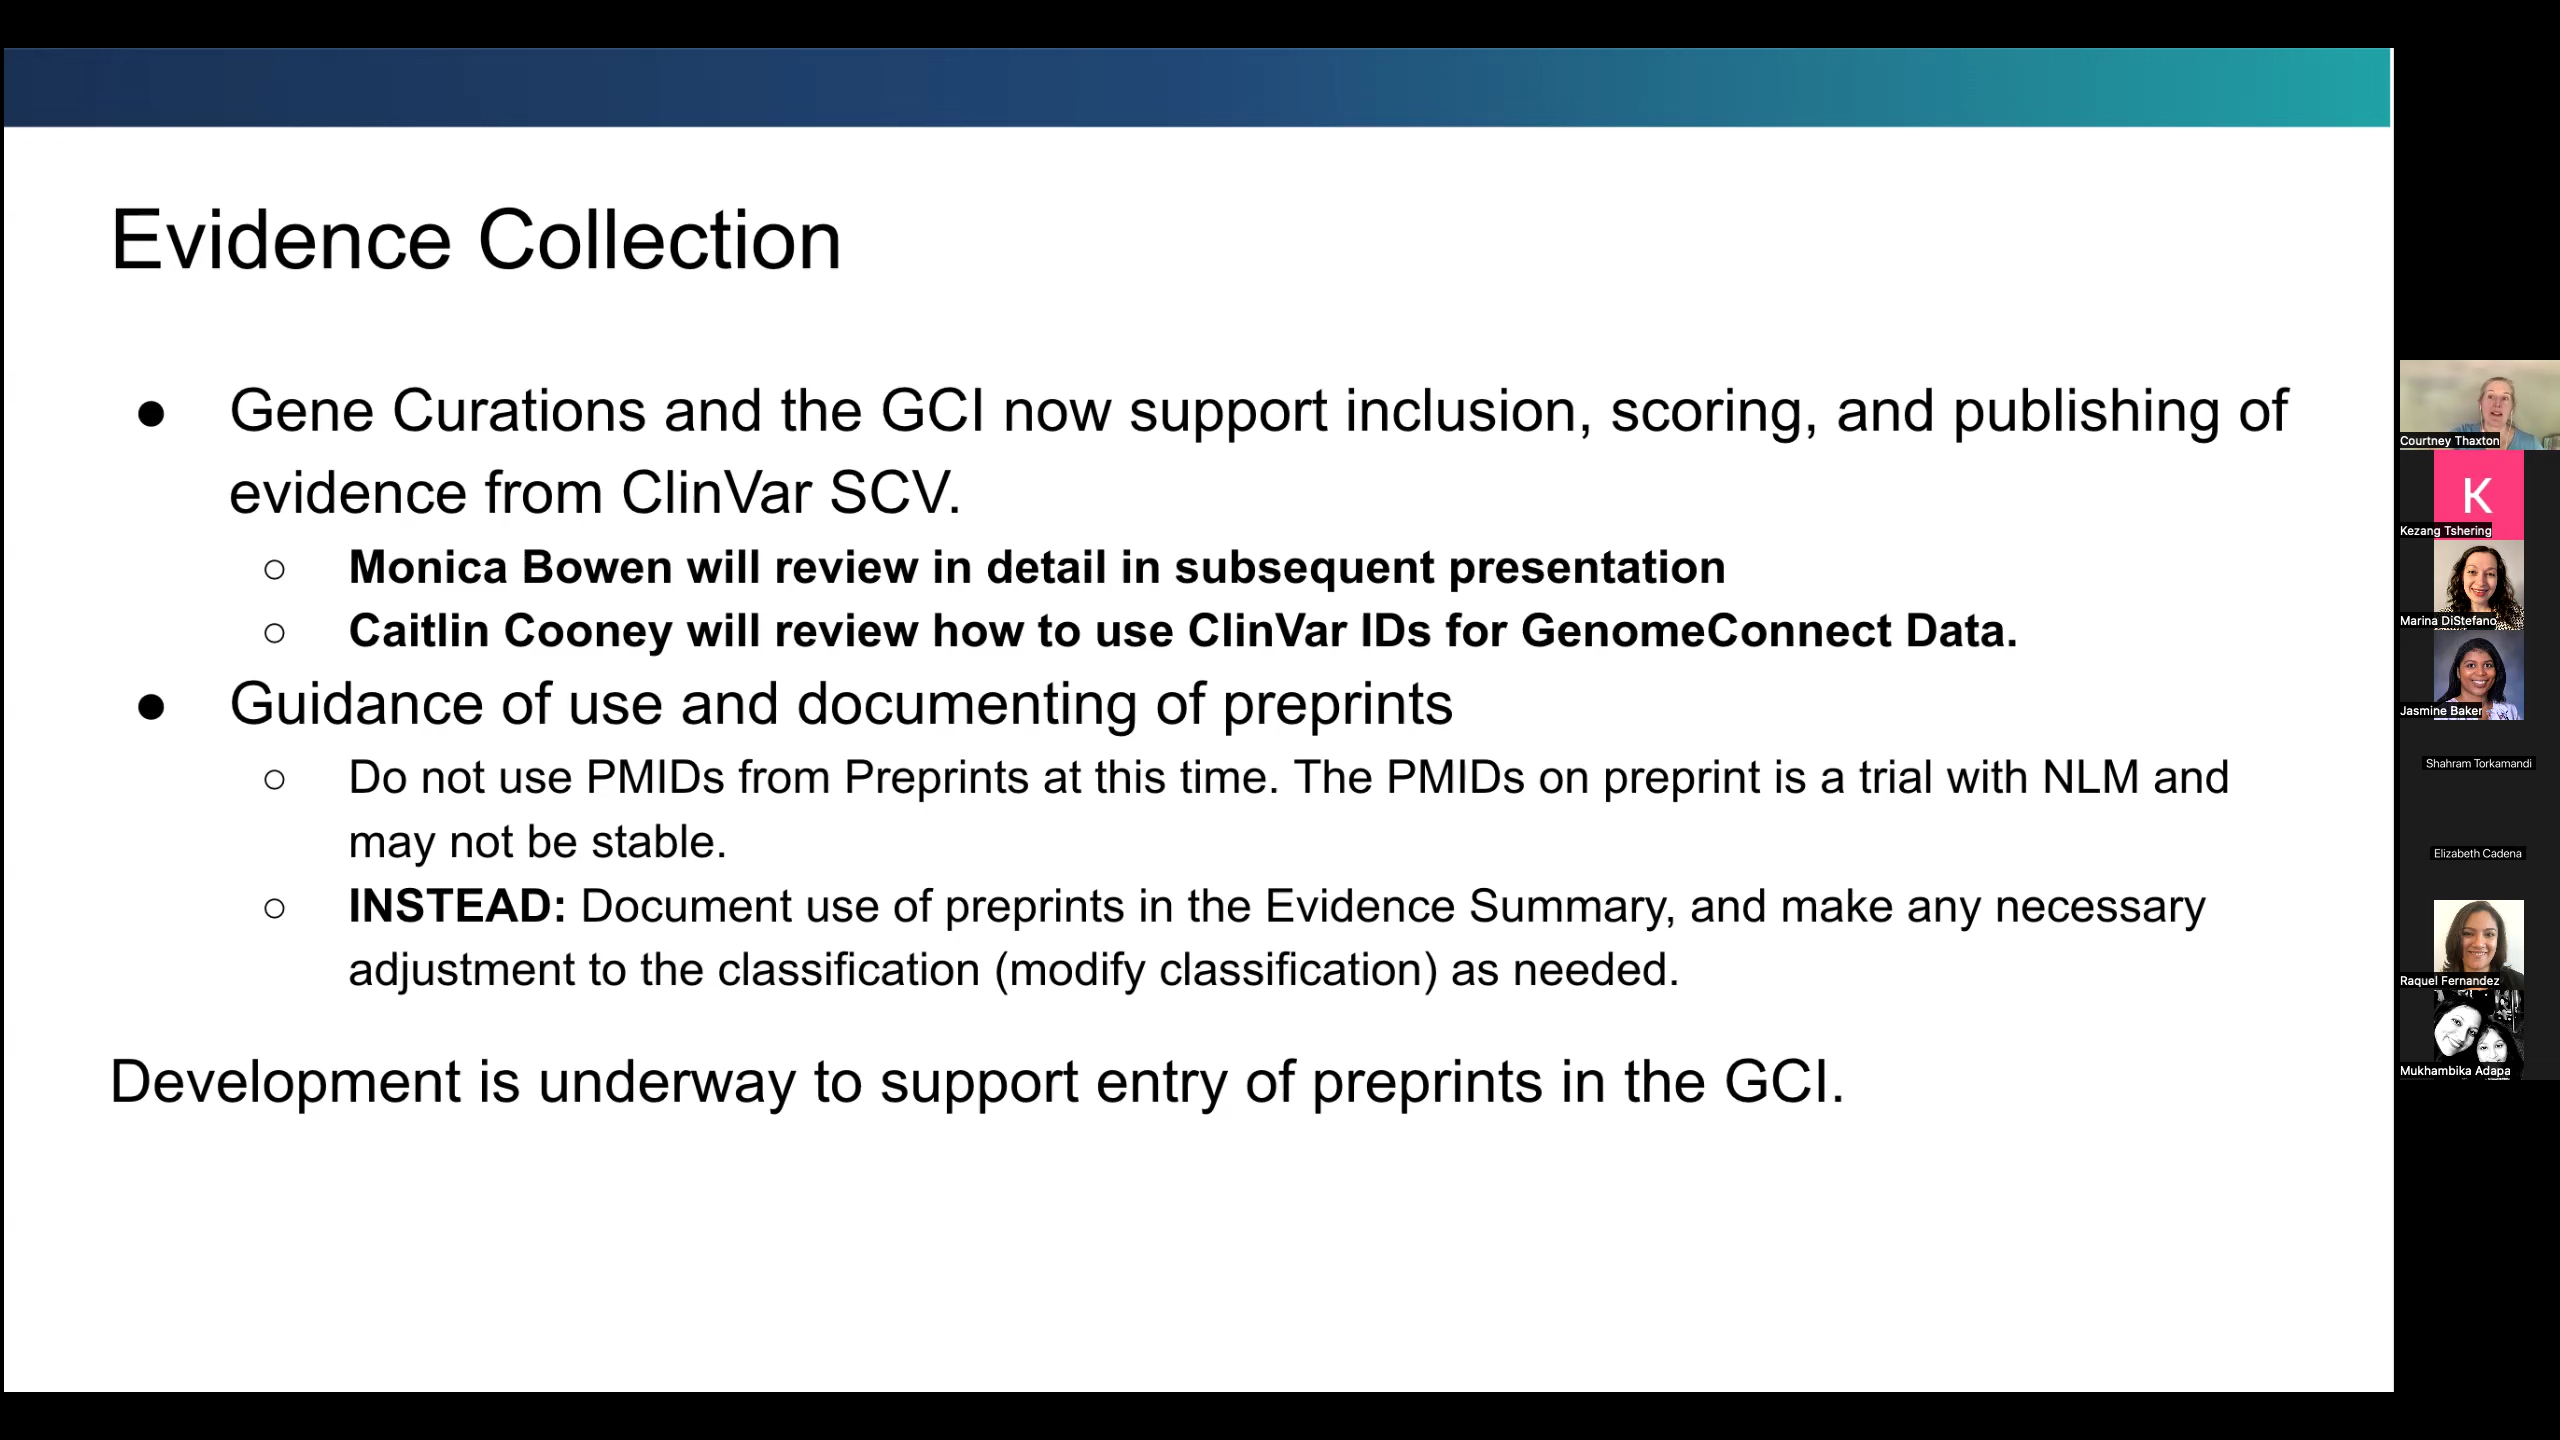 Evidence Collection
● Gene Curations and the GCI now support inclusion, scoring, and publishing of
evidence from ClinVar SCV.
○ Monica Bowen will review in detail in subsequent presentation
○ Caitlin Cooney will review how to use ClinVar IDs for GenomeConnect Data.
● Guidance of use and documenting of preprints
○ Do not use PMIDs from Preprints at this time. The PMIDs on preprint is a trial with NLM and
may not be stable.
○ INSTEAD: Document use of preprints in the Evidence Summary, and make any necessary
adjustment to the classification (modify classification) as needed.
Development is underway to support entry of preprints in the GCI.
Courtney Thaxton
K
Kezang Tshering
Marina DiStefano
Jasmine Baker
Shahram Torkamandi
Elizabeth Cadena
Raquel Fernandez
Mukhambika Adapa